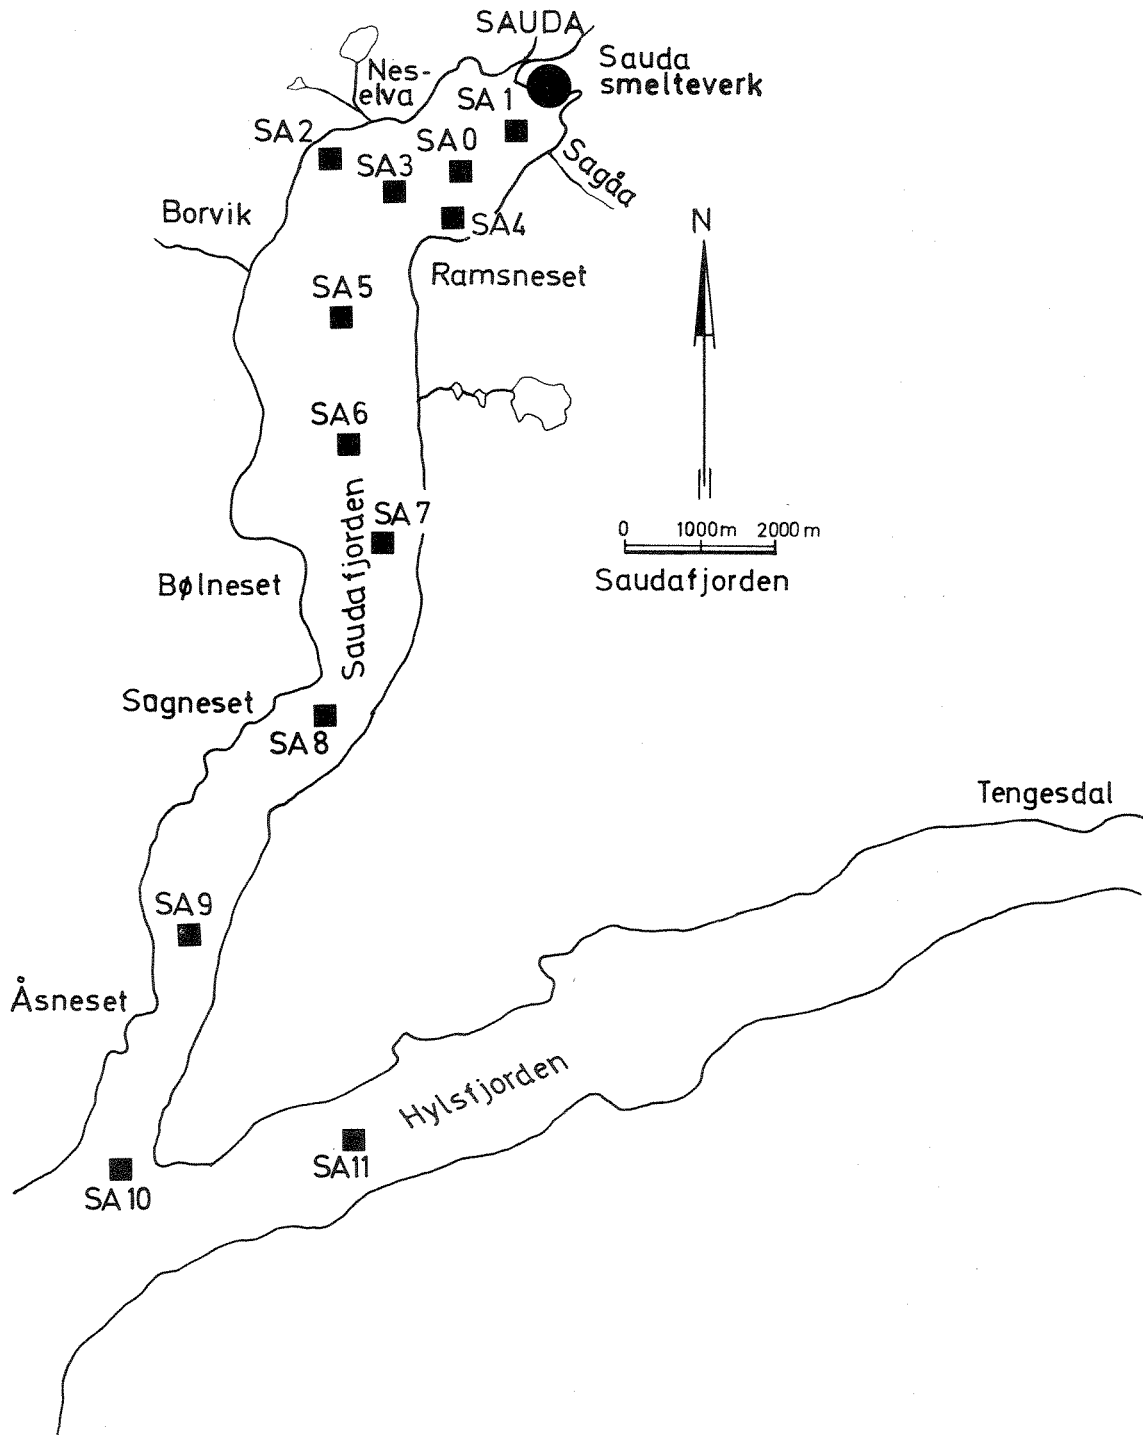 SAUDA
Sauda
smelteverk
Nes-
elva
SA 1
SA 2
SA 0
SA 3
Sagåa
Borvik
SA 4
N
Ramsneset
SA 5
SA 6
Saudafjorden
SA 7
0 1000m 2000 m
Saudafjorden
Bølneset
Sagneset
SA 8
Tengesdal
SA 9
Åsneset
Hylsfjorden
SA 11
SA 10